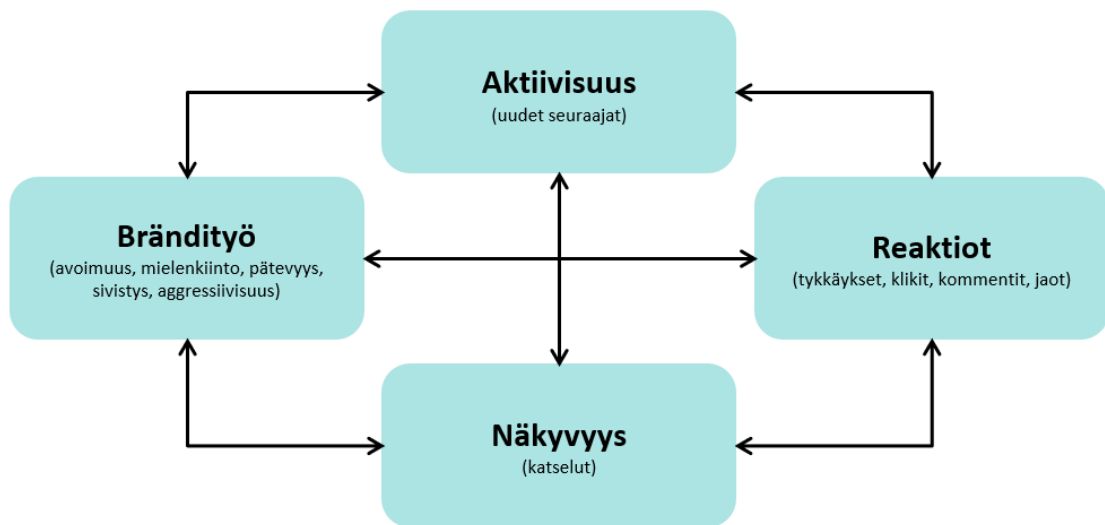 Aktiivisuus
(uudet seuraajat)
Brändityö
(avoimuus, mielenkiinto, pätevyys,
sivistys, aggressiivisuus)
Reaktiot
(tykkäykset, klikit, kommentit, jaot)
Näkyvyys
(katselut)